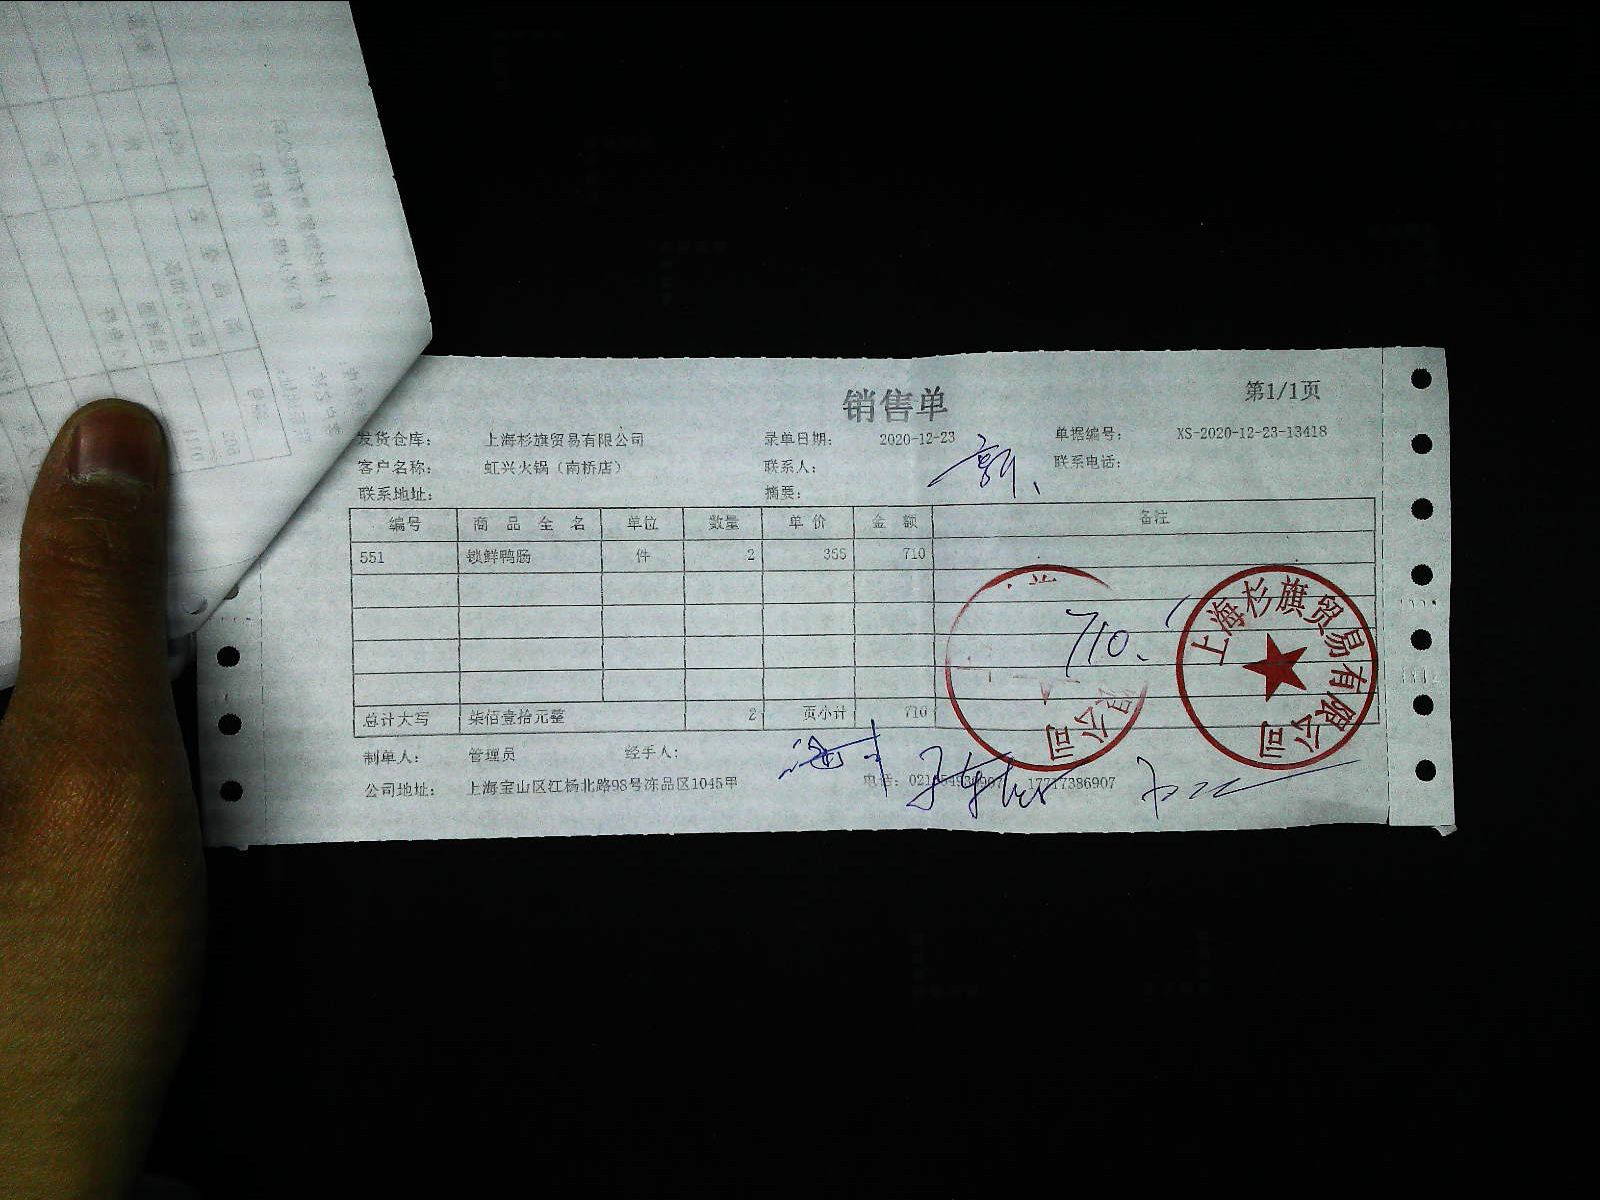 销售单
第1/1页
发货仓库： 上海杉旗贸易有限公司 录单日期： 2020-12-23 单据编号： XS-2020-12-23-13418
客户名称： 虹兴火锅（南桥店） 联系人： 联系电话：
联系地址： 摘要：
编号 商品全名 单位 数量 单价 金额 备注
551 锁鲜鸭肠 件 2 355 710
710、
总计大写 柒佰壹拾元整 2 页小计 710
制单人： 管理员 经手人：
公司地址： 上海宝山区江杨北路98号冻品区1045甲 电话： 17717386907
上海杉旗贸易有限公司
限公司